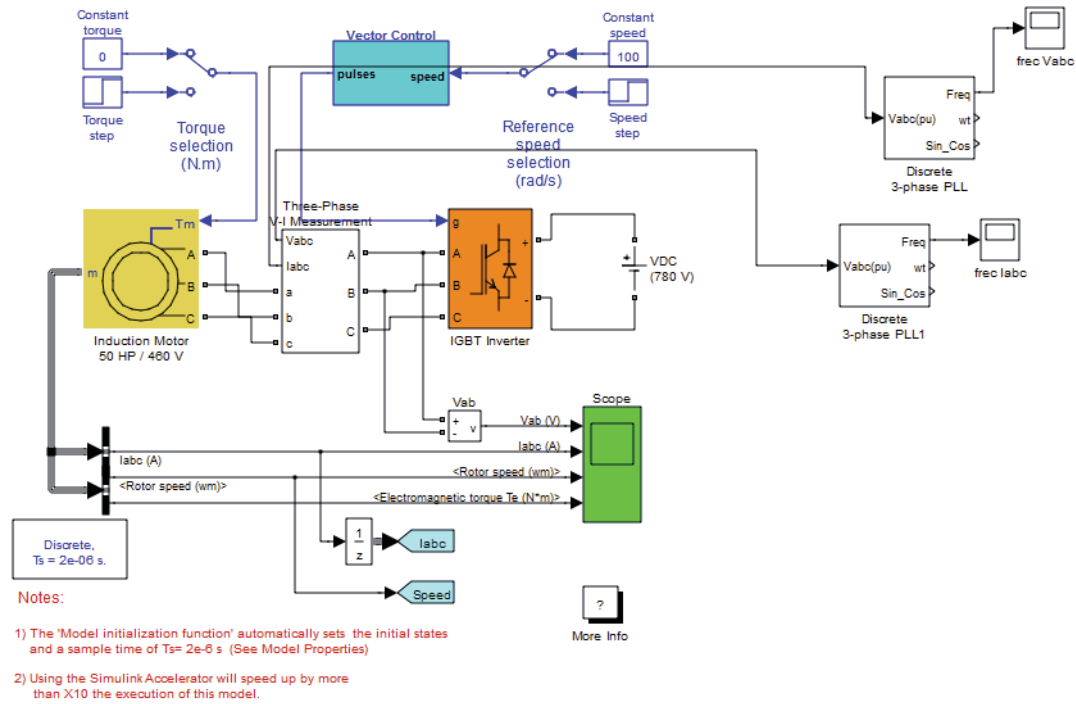 Constant
torque
0
Torque
step
Torque
selection
(N.m)
Vector Control
pulses
speed
Constant
speed
100
Speed
step
Reference
speed
selection
(rad/s)
frec Vabc
Freq
Vabc(pu)
wt
Sin_Cos
Discrete
3-phase PLL
frec Iabc
Freq
Vabc(pu)
wt
Sin_Cos
Discrete
3-phase PLL1
Tm
m
A
B
C
Induction Motor
50 HP / 460 V
Three-Phase
V-I Measurement
Vabc
Iabc
a
b
c
A
B
C
g
A
B
C
+
-
IGBT Inverter
+
VDC
(780 V)
Vab
+
-
v
Scope
Vab (V)
Iabc (A)
<Rotor speed (wm)>
<Electromagnetic torque Te (N*m)>
Iabc (A)
<Rotor speed (wm)>
Discrete,
Ts = 2e-06 s.
1
z
Iabc
Speed
?
More Info
Notes:
1) The 'Model initialization function' automatically sets the initial states
and a sample time of Ts= 2e-6 s (See Model Properties)
2) Using the Simulink Accelerator will speed up by more
than X10 the execution of this model.